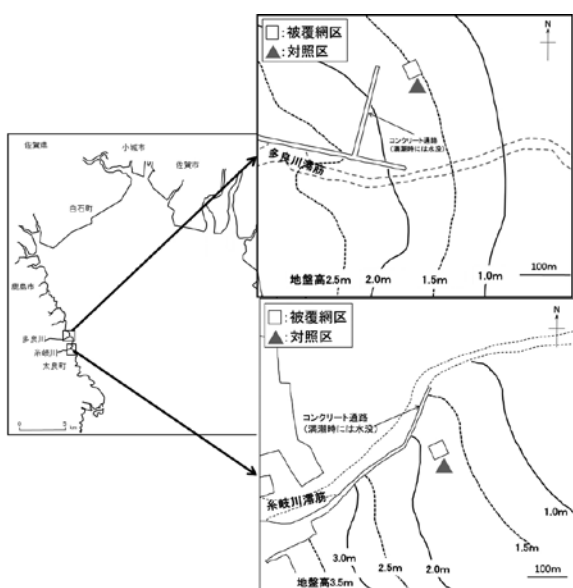 佐賀県
小城市
佐賀市
白石町
鹿島市
多良川
糸岐川
太良町
0
5
km
□:被覆網区
▲:対照区
N
コンクリート通路
(満潮時には水没)
多良川澪筋
地盤高2.5m
2.0m
1.5m
1.0m
100m
□:被覆網区
▲:対照区
N
コンクリート通路
(満潮時には水没)
糸岐川澪筋
地盤高3.5m
3.0m
2.5m
2.0m
1.5m
1.0m
100m